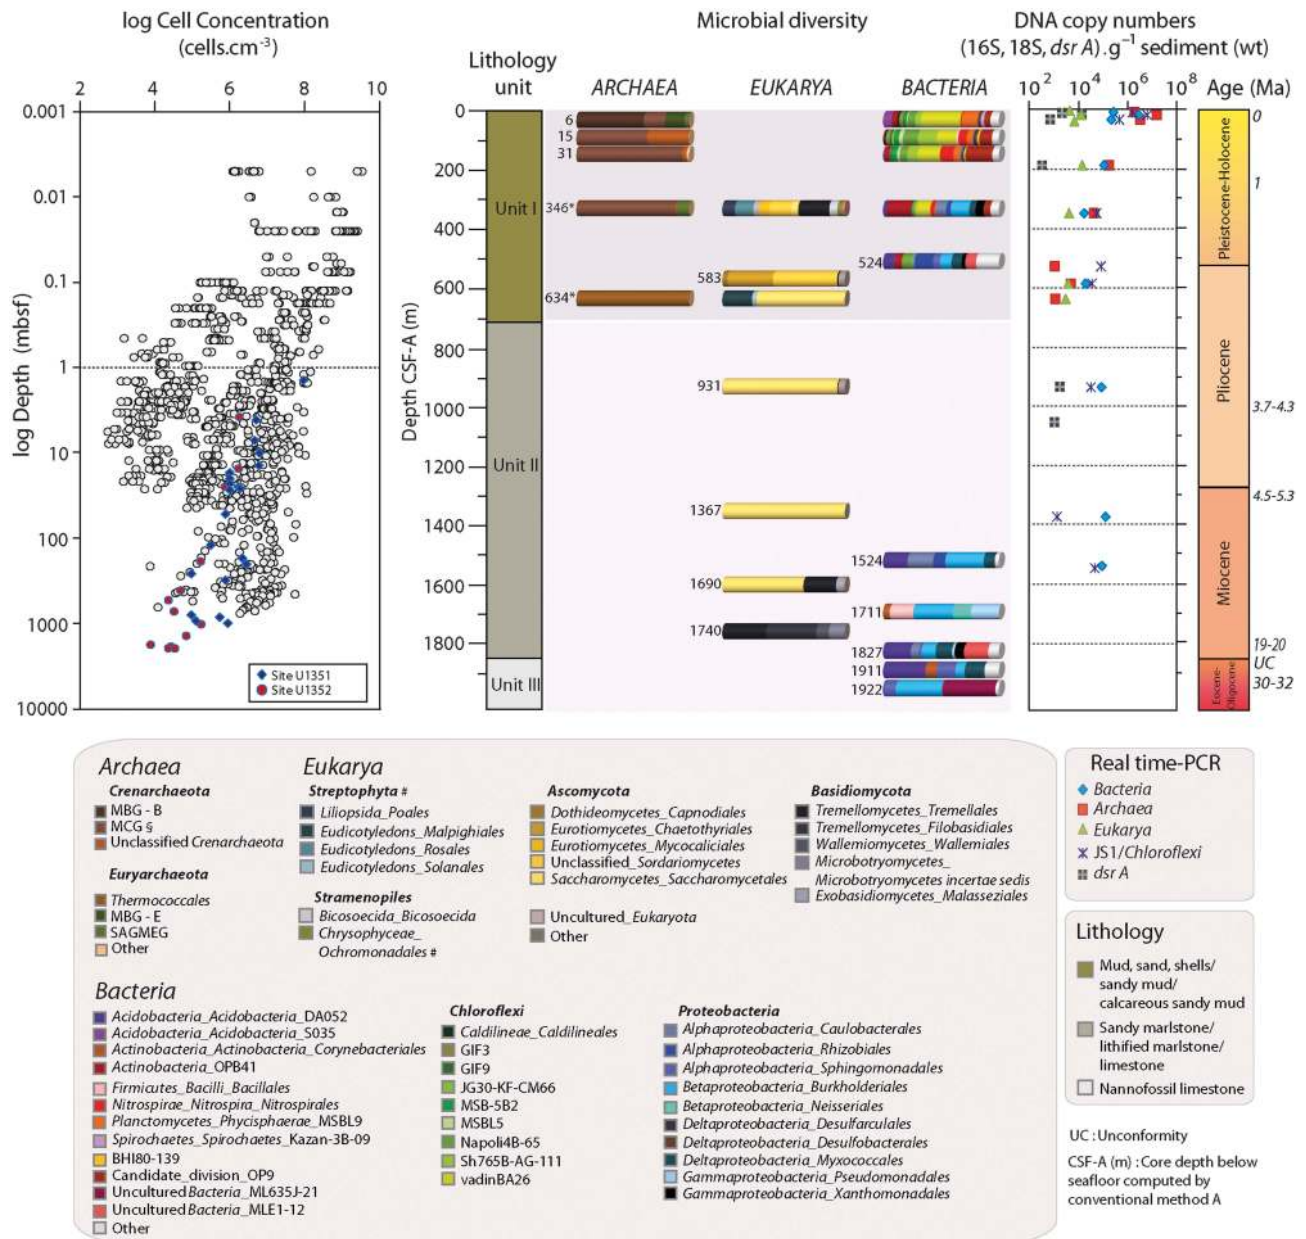 log Cell Concentration
(cells.cm-3)
Microbial diversity
DNA copy numbers
(16S, 18S, dsr A).g-1 sediment (wt)
Lithology
unit
ARCHAEA
EUKARYA
BACTERIA
Age (Ma)
2
4
6
8
10
10^2
10^4
10^6
10^8
log Depth (mbsf)
0.001
0.01
0.1
1
10
100
1000
10000
Site U1351
Site U1352
Depth CSF-A (m)
0
200
400
600
800
1000
1200
1400
1600
1800
Unit I
Unit II
Unit III
6
15
31
346*
634*
583
931
1367
1690
1740
524
1524
1711
1827
1911
1922
Pleistocene-Holocene
Pliocene
Miocene
Eocene-
Oligocene
0
1
3.7-4.3
4.5-5.3
19-20
UC
30-32
Archaea
Crenarchaeota
MBG - B
MCG §
Unclassified Crenarchaeota
Euryarchaeota
Thermococcales
MBG - E
SAGMEG
Other
Eukarya
Streptophyta #
Liliopsida_Poales
Eudicotyledons_Malpighiales
Eudicotyledons_Rosales
Eudicotyledons_Solanales
Stramenopiles
Bicosoecida_Bicosoecida
Chrysophyceae_
Ochromonadales #
Ascomycota
Dothideomycetes_Capnodiales
Eurotiomycetes_Chaetothyriales
Eurotiomycetes_Mycocaliciales
Unclassified_Sordariomycetes
Saccharomycetes_Saccharomycetales
Uncultured_Eukaryota
Other
Basidiomycota
Tremellomycetes_Tremellales
Tremellomycetes_Filobasidiales
Wallemiomycetes_Wallemiales
Microbotryomycetes_
Microbotryomycetes incertae sedis
Exobasidiomycetes_Malasseziales
Bacteria
Acidobacteria_Acidobacteria_DA052
Acidobacteria_Acidobacteria_S035
Actinobacteria_Actinobacteria_Corynebacteriales
Actinobacteria_OPB41
Firmicutes_Bacilli_Bacillales
Nitrospirae_Nitrospira_Nitrospirales
Planctomycetes_Phycisphaerae_MSBL9
Spirochaetes_Spirochaetes_Kazan-3B-09
BHI80-139
Candidate_division_OP9
Uncultured Bacteria_ML635J-21
Uncultured Bacteria_MLE1-12
Other
Chloroflexi
Caldilineae_Caldilineales
GIF3
GIF9
JG30-KF-CM66
MSB-5B2
MSBL5
Napoli4B-65
Sh765B-AG-111
vadinBA26
Proteobacteria
Alphaproteobacteria_Caulobacterales
Alphaproteobacteria_Rhizobiales
Alphaproteobacteria_Sphingomonadales
Betaproteobacteria_Burkholderiales
Betaproteobacteria_Neisseriales
Deltaproteobacteria_Desulfarculales
Deltaproteobacteria_Desulfobacterales
Deltaproteobacteria_Myxococcales
Gammaproteobacteria_Pseudomonadales
Gammaproteobacteria_Xanthomonadales
Real time-PCR
Bacteria
Archaea
Eukarya
JS1/Chloroflexi
dsr A
Lithology
Mud, sand, shells/
sandy mud/
calcareous sandy mud
Sandy marlstone/
lithified marlstone/
limestone
Nannofossil limestone
UC : Unconformity
CSF-A (m) : Core depth below
seafloor computed by
conventional method A